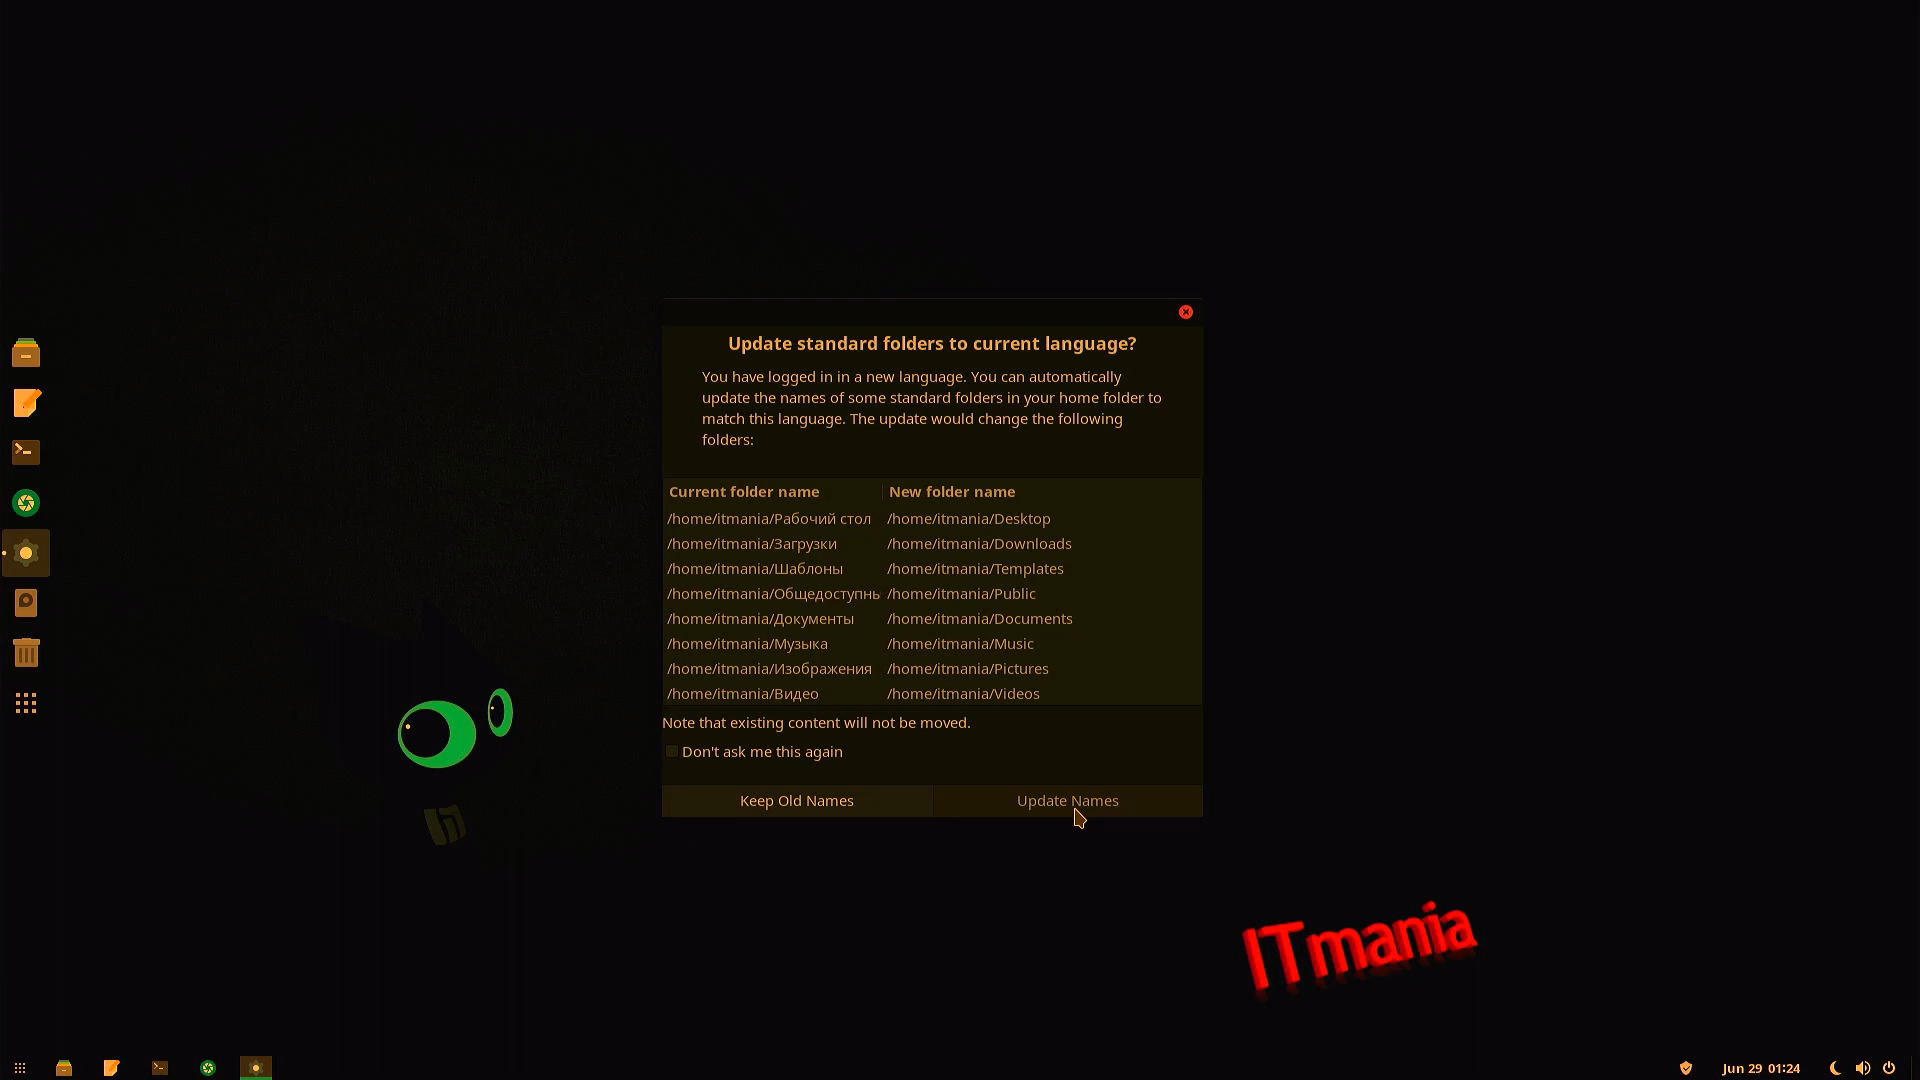 Update standard folders to current language?
You have logged in in a new language. You can automatically
update the names of some standard folders in your home folder to
match this language. The update would change the following
folders:
Current folder name New folder name
/home/itmania/Рабочий стол /home/itmania/Desktop
/home/itmania/Загрузки /home/itmania/Downloads
/home/itmania/Шаблоны /home/itmania/Templates
/home/itmania/Общедоступны /home/itmania/Public
/home/itmania/Документы /home/itmania/Documents
/home/itmania/Музыка /home/itmania/Music
/home/itmania/Изображения /home/itmania/Pictures
/home/itmania/Видео /home/itmania/Videos
Note that existing content will not be moved.
Don't ask me this again
Keep Old Names Update Names
ITmania
Jun 29 01:24